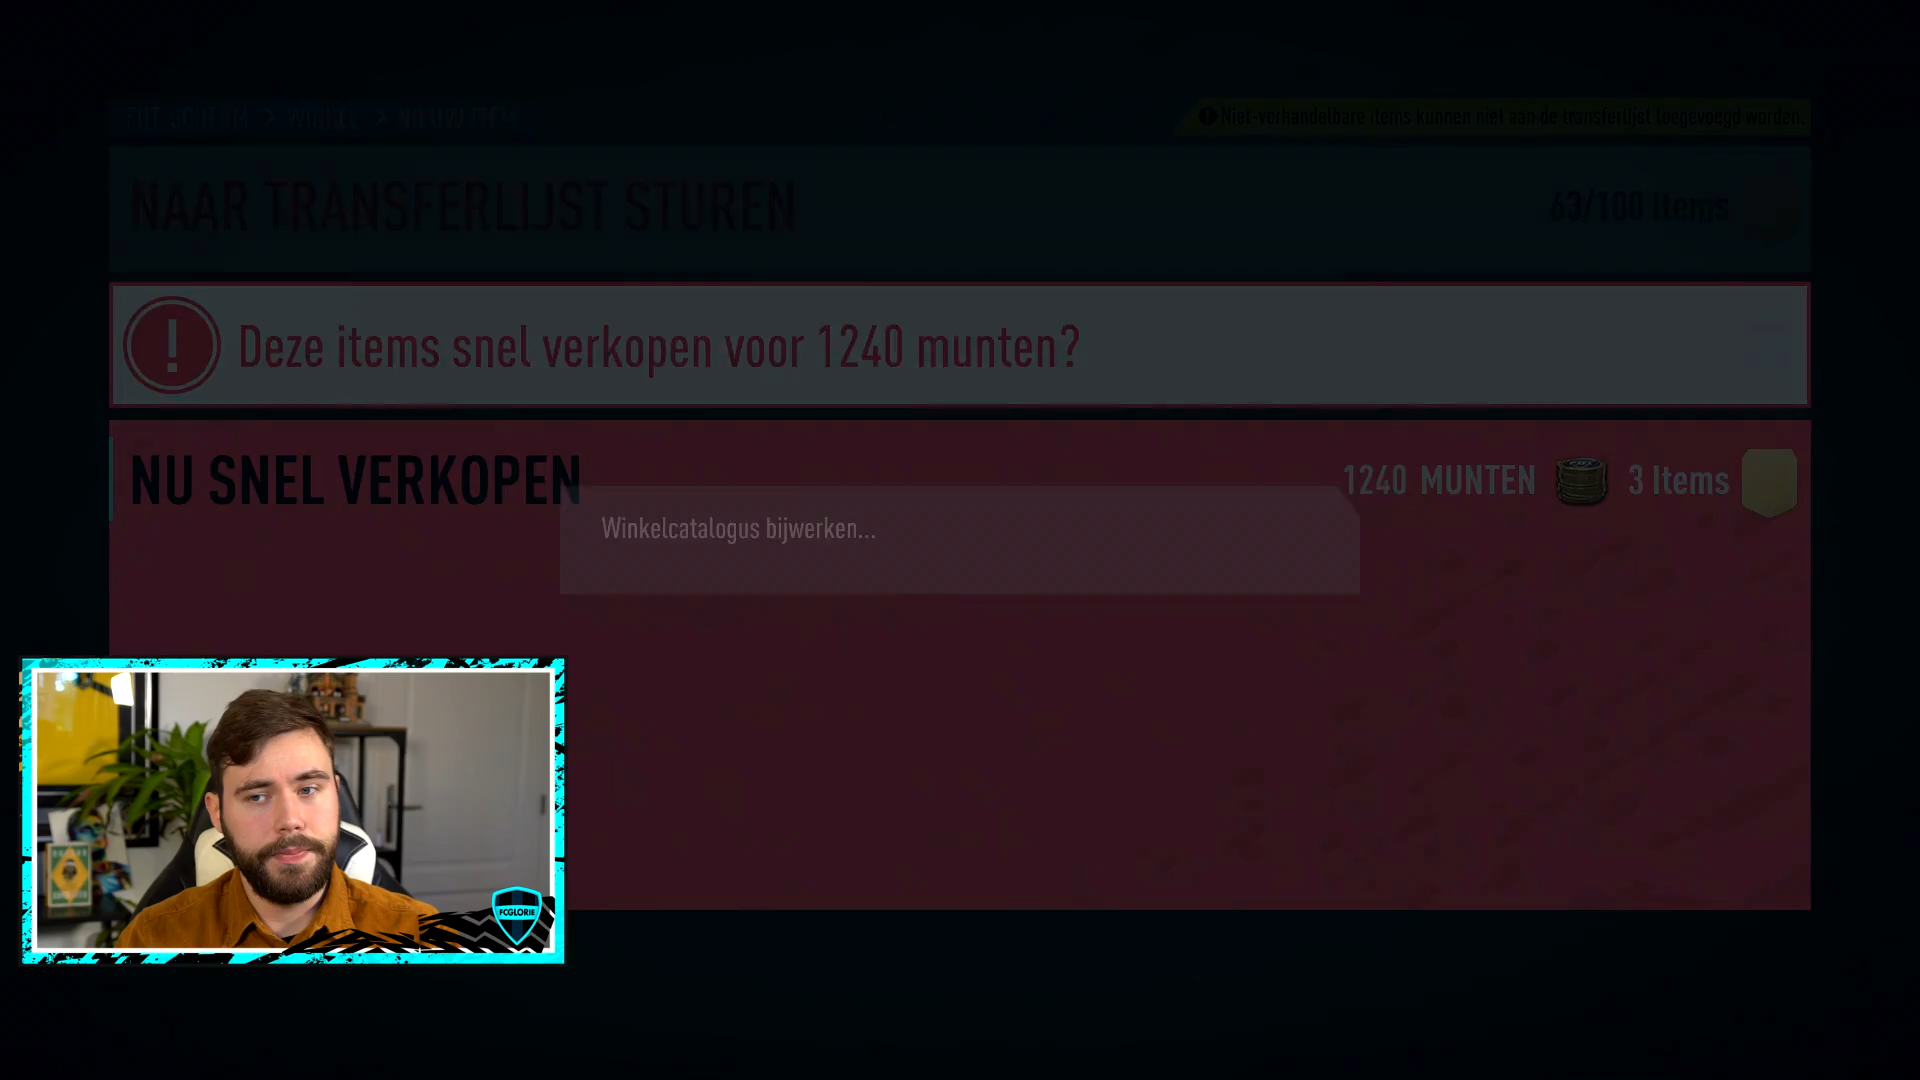 Niet-verhandelbare items kunnen niet aan de transferlijst toegevoegd worden.
NAAR TRANSFERLIJST STUREN
63/100 Items
Deze items snel verkopen voor 1240 munten?
NU SNEL VERKOPEN
1240 MUNTEN
3 Items
Winkelcatalogus bijwerken...
FCGLORIE